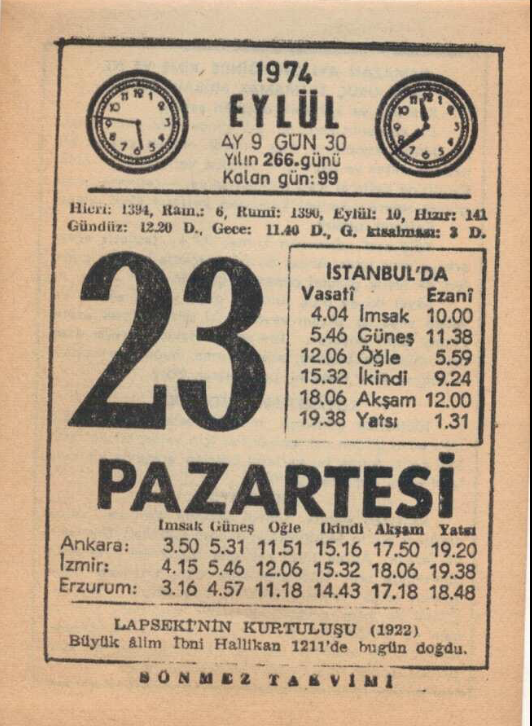 1974
EYLÜL
AY 9 GÜN 30
Yılın 266.günü
Kalan gün: 99
Hicri: 1394, Ram.: 6, Rumî: 1390, Eylül: 10, Hızır: 141
Gündüz: 12.20 D., Gece: 11.40 D., G. kısalması: 3 D.
23
İSTANBUL'DA
Vasatî Ezanî
4.04 İmsak 10.00
5.46 Güneş 11.38
12.06 Öğle 5.59
15.32 İkindi 9.24
18.06 Akşam 12.00
19.38 Yatsı 1.31
PAZARTESİ
İmsak Güneş Öğle İkindi Akşam Yatsı
Ankara: 3.50 5.31 11.51 15.16 17.50 19.20
İzmir: 4.15 5.46 12.06 15.32 18.06 19.38
Erzurum: 3.16 4.57 11.18 14.43 17.18 18.48
LAPSEKİ'NİN KURTULUŞU (1922)
Büyük âlim İbni Hallikan 1211'de bugün doğdu.
SÖNMEZ TAKVİMİ